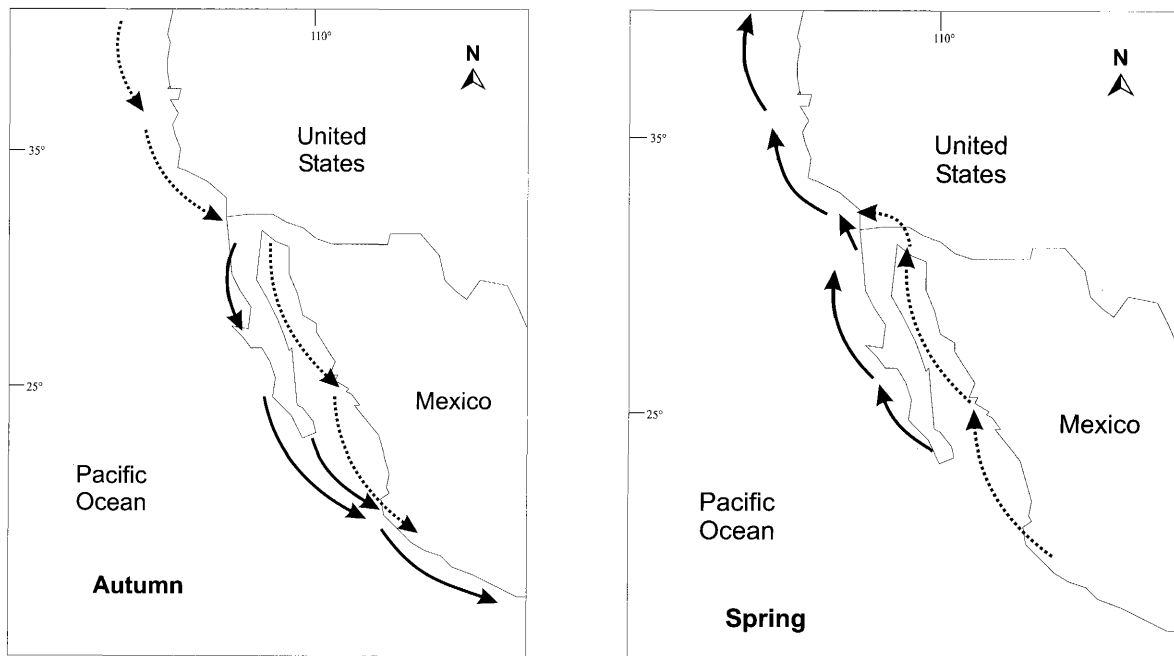 110°
N
United
States
35°
25°
Mexico
Pacific
Ocean
Autumn
110°
N
35°
United
States
25°
Mexico
Pacific
Ocean
Spring